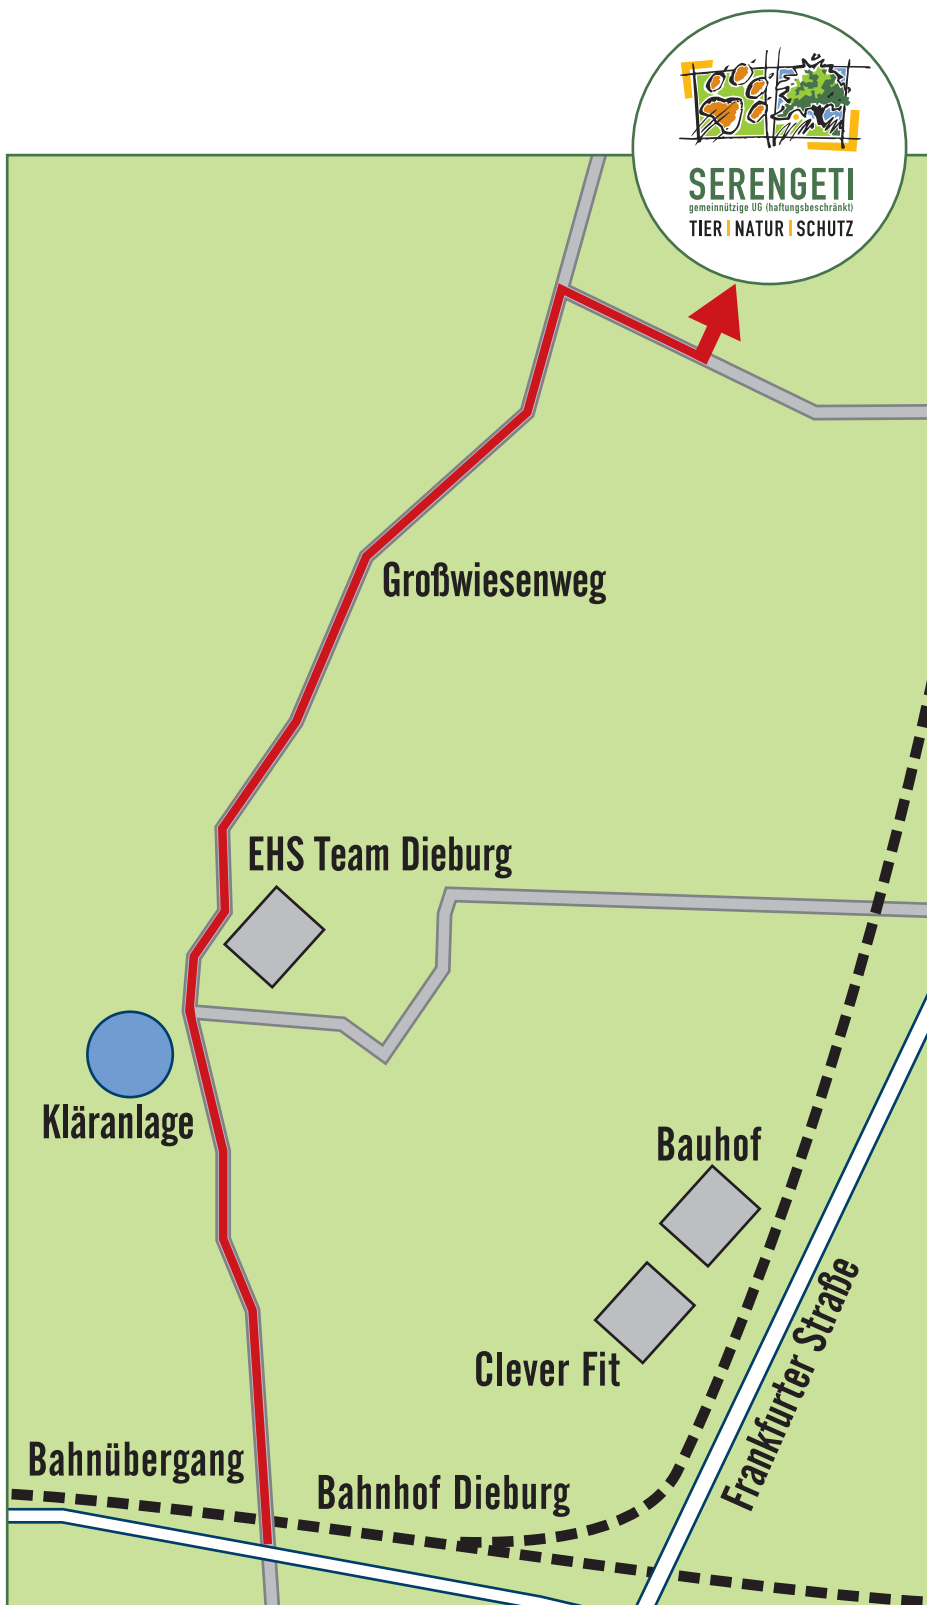 SERENGETI
gemeinnützige UG (haftungsbeschränkt)
TIER | NATUR | SCHUTZ
Großwiesenweg
EHS Team Dieburg
Kläranlage
Bauhof
Clever Fit
Frankfurter Straße
Bahnübergang
Bahnhof Dieburg